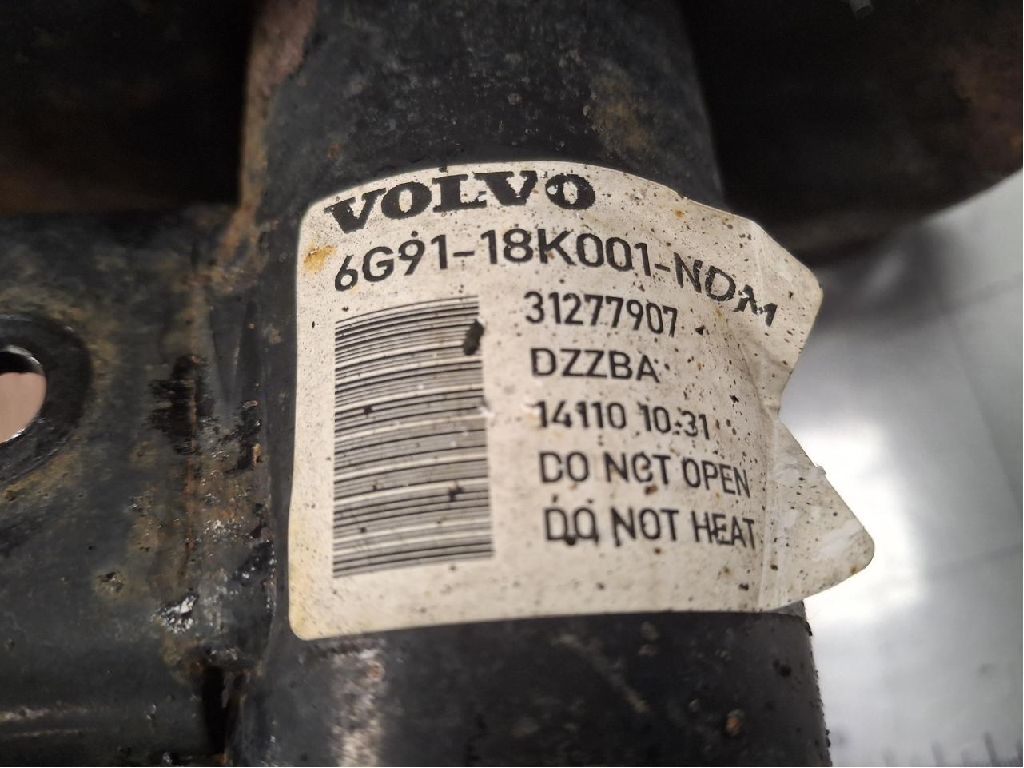 VOLVO
6G91-18K001-NDM
31277907
DZZBA
14110 10:31
DO NOT OPEN
DO NOT HEAT